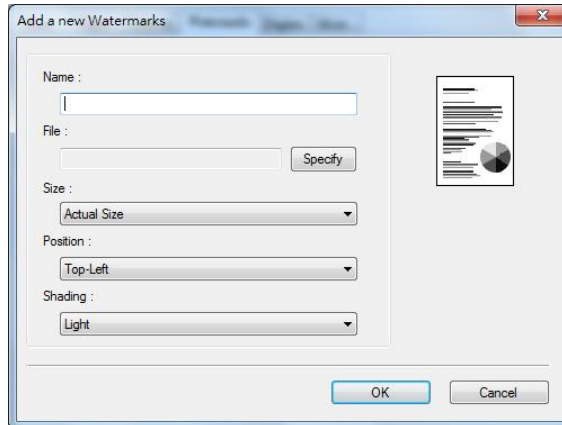 Add a new Watermarks
Name :
File :
Specify
Size :
Actual Size
Position :
Top-Left
Shading :
Light
OK
Cancel